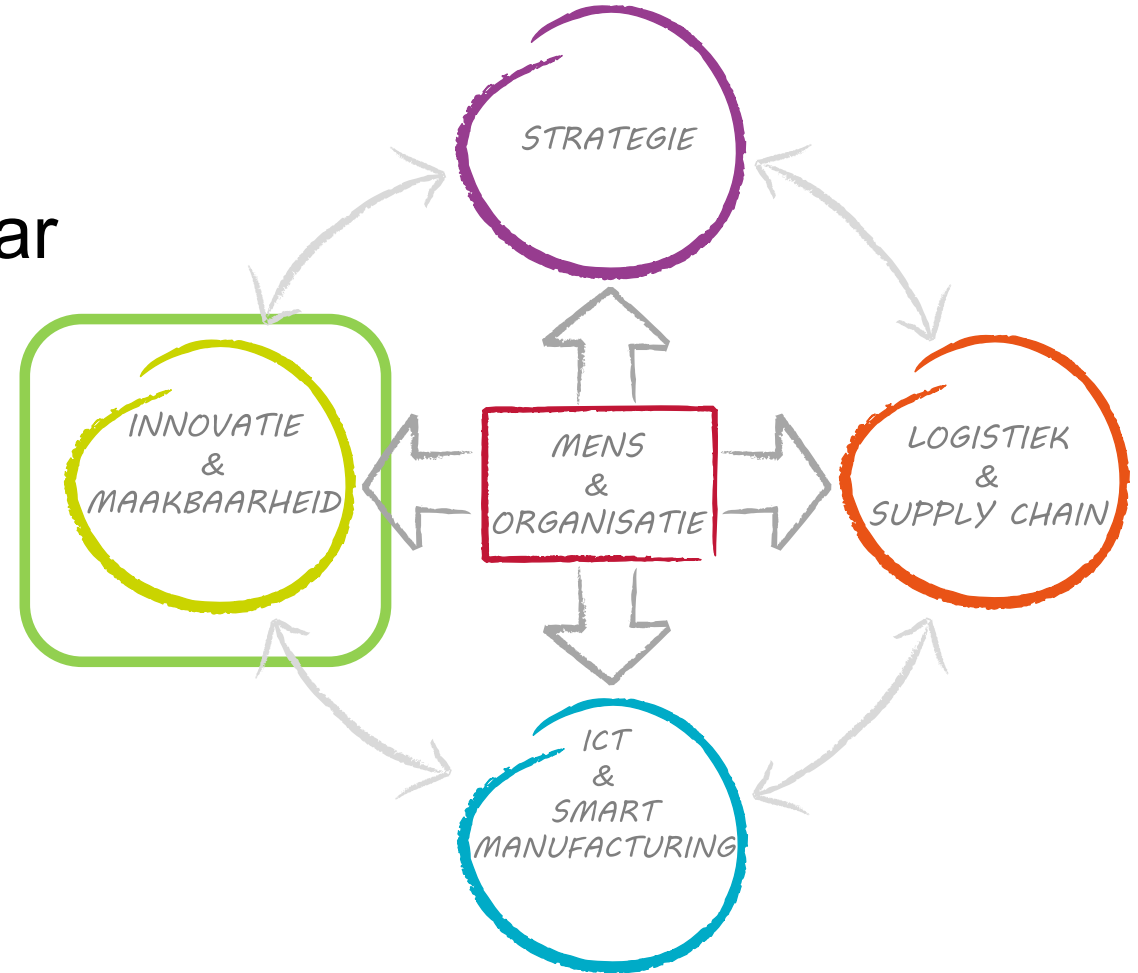 STRATEGIE
ar
INNOVATIE
&
MAAKBAARHEID
MENS
&
ORGANISATIE
LOGISTIEK
&
SUPPLY CHAIN
ICT
&
SMART
MANUFACTURING